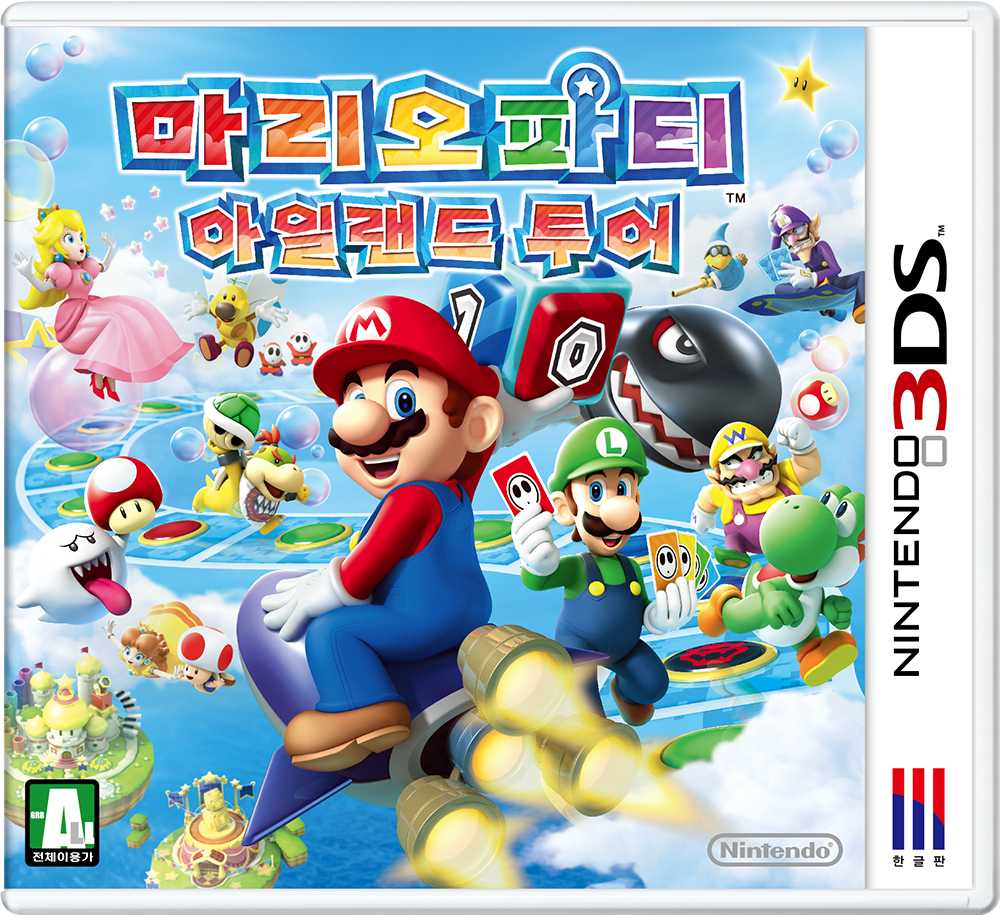 마리오파티
아일랜드 투어
TM
M
10
L
W
NINTENDO 3DS
TM
GRB
ALL
전체이용가
Nintendo
®
한글판